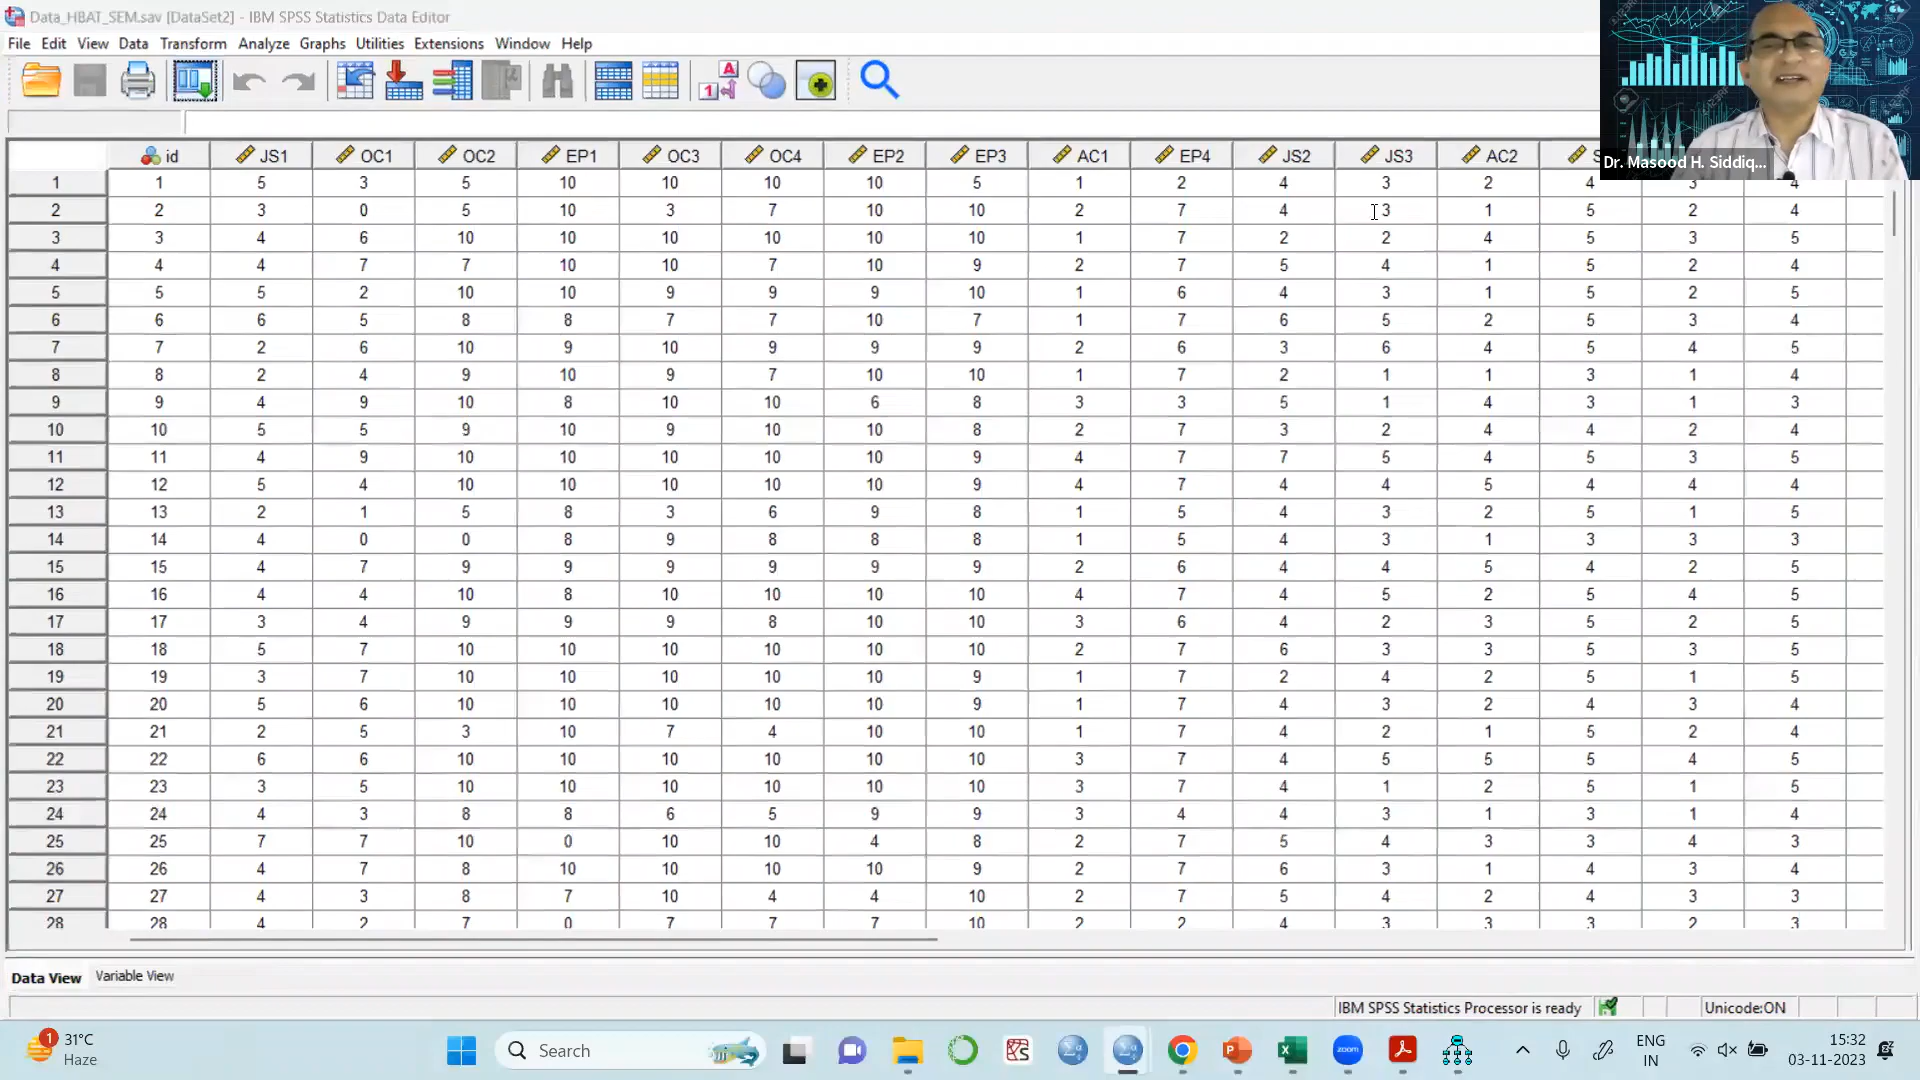 Data_HBAT_SEM.sav [DataSet2] - IBM SPSS Statistics Data Editor
File Edit View Data Transform Analyze Graphs Utilities Extensions Window Help
Dr. Masood H. Siddiq...
id JS1 OC1 OC2 EP1 OC3 OC4 EP2 EP3 AC1 EP4 JS2 JS3 AC2
1 1 5 3 5 10 10 10 10 5 1 2 4 3 2 4 3 4
2 2 3 0 5 10 3 7 10 10 2 7 4 3 1 5 2 4
3 3 4 6 10 10 10 10 10 10 1 7 2 2 4 5 3 5
4 4 4 7 7 10 10 7 10 9 2 7 5 4 1 5 2 4
5 5 5 2 10 10 9 9 9 10 1 6 4 3 1 5 2 5
6 6 6 5 8 8 7 7 10 7 1 7 6 5 2 5 3 4
7 7 2 6 10 9 10 9 9 9 2 6 3 6 4 5 4 5
8 8 2 4 9 10 9 7 10 10 1 7 2 1 1 3 1 4
9 9 4 9 10 8 10 10 6 8 3 3 5 1 4 3 1 3
10 10 5 5 9 10 9 10 10 8 2 7 3 2 4 4 2 4
11 11 4 9 10 10 10 10 10 9 4 7 7 5 4 5 3 5
12 12 5 4 10 10 10 10 10 9 4 7 4 4 5 4 4 4
13 13 2 1 5 8 3 6 9 8 1 5 4 3 2 5 1 5
14 14 4 0 0 8 9 8 8 8 1 5 4 3 1 3 3 3
15 15 4 7 9 9 9 9 9 9 2 6 4 4 5 4 2 5
16 16 4 4 10 8 10 10 10 10 4 7 4 5 2 5 4 5
17 17 3 4 9 9 9 8 10 10 3 6 4 2 3 5 2 5
18 18 5 7 10 10 10 10 10 10 2 7 6 3 3 5 3 5
19 19 3 7 10 10 10 10 10 9 1 7 2 4 2 5 1 5
20 20 5 6 10 10 10 10 10 9 1 7 4 3 2 4 3 4
21 21 2 5 3 10 7 4 10 10 1 7 4 2 1 5 2 4
22 22 6 6 10 10 10 10 10 10 3 7 4 5 5 5 4 5
23 23 3 5 10 10 10 10 10 10 3 7 4 1 2 5 1 5
24 24 4 3 8 8 6 5 9 9 3 4 4 3 1 3 1 4
25 25 7 7 10 0 10 10 4 8 2 7 5 4 3 3 4 3
26 26 4 7 8 10 10 10 10 9 2 7 6 3 1 4 3 4
27 27 4 3 8 7 10 4 4 10 2 7 5 4 2 4 3 3
28 28 4 2 7 0 7 7 7 10 2 2 4 3 3 3 2 3
Data View Variable View
IBM SPSS Statistics Processor is ready Unicode:ON
1 31°C
Haze
Search
zoom
ENG
IN
15:32
03-11-2023